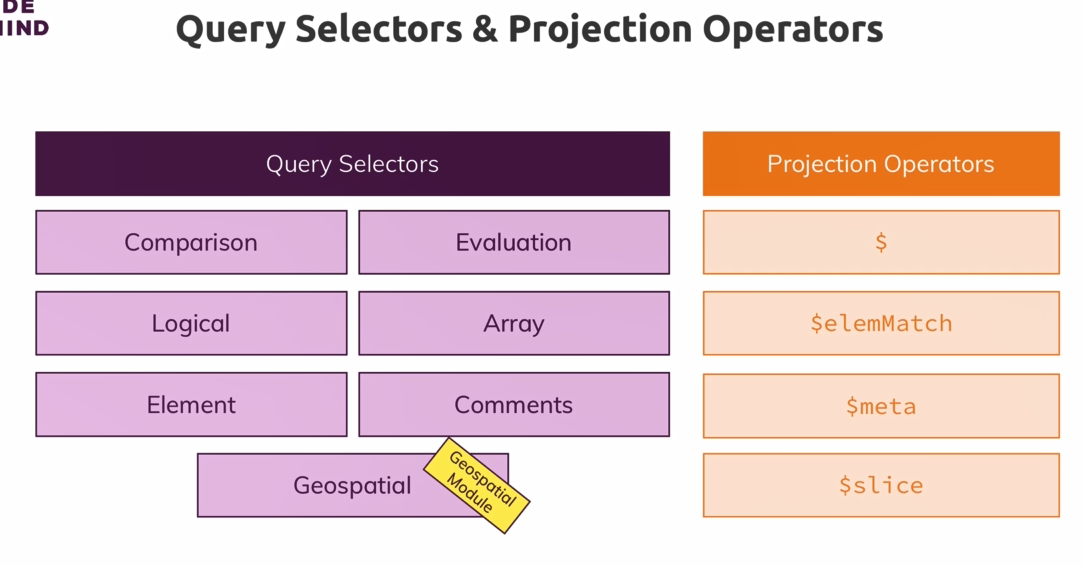 DE
MIND
Query Selectors & Projection Operators
Query Selectors
Projection Operators
Comparison
Evaluation
$
Logical
Array
$elemMatch
Element
Comments
$meta
Geospatial
Geospatial
Module
$slice